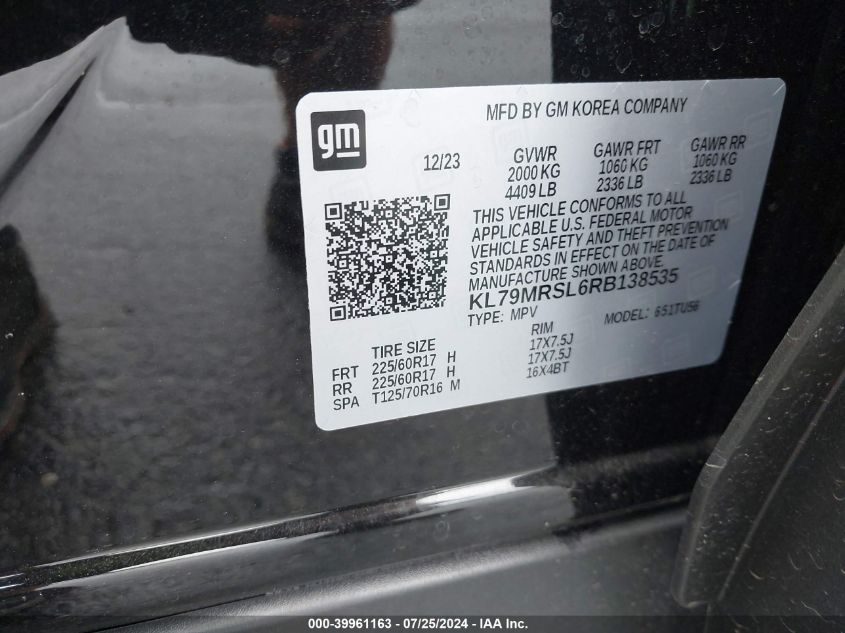 MFD BY GM KOREA COMPANY
gm
12/23
GVWR GAWR FRT GAWR RR
2000 KG 1060 KG 1060 KG
4409 LB 2336 LB 2336 LB
THIS VEHICLE CONFORMS TO ALL
APPLICABLE U.S. FEDERAL MOTOR
VEHICLE SAFETY AND THEFT PREVENTION
STANDARDS IN EFFECT ON THE DATE OF
MANUFACTURE SHOWN ABOVE.
KL79MRSL6RB138535
TYPE: MPV MODEL: 6S1TU56
TIRE SIZE RIM
FRT 225/60R17 H 17X7.5J
RR 225/60R17 H 17X7.5J
SPA T125/70R16 M 16X4BT
000-39961163 - 07/25/2024 - IAA Inc.